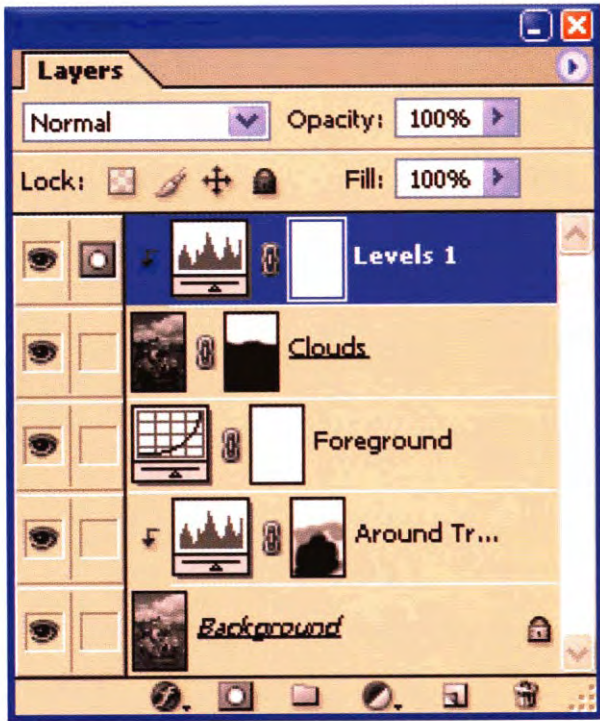 Layers
Normal Opacity: 100%
Lock: Fill: 100%
Levels 1
Clouds
Foreground
Around Tr...
Background